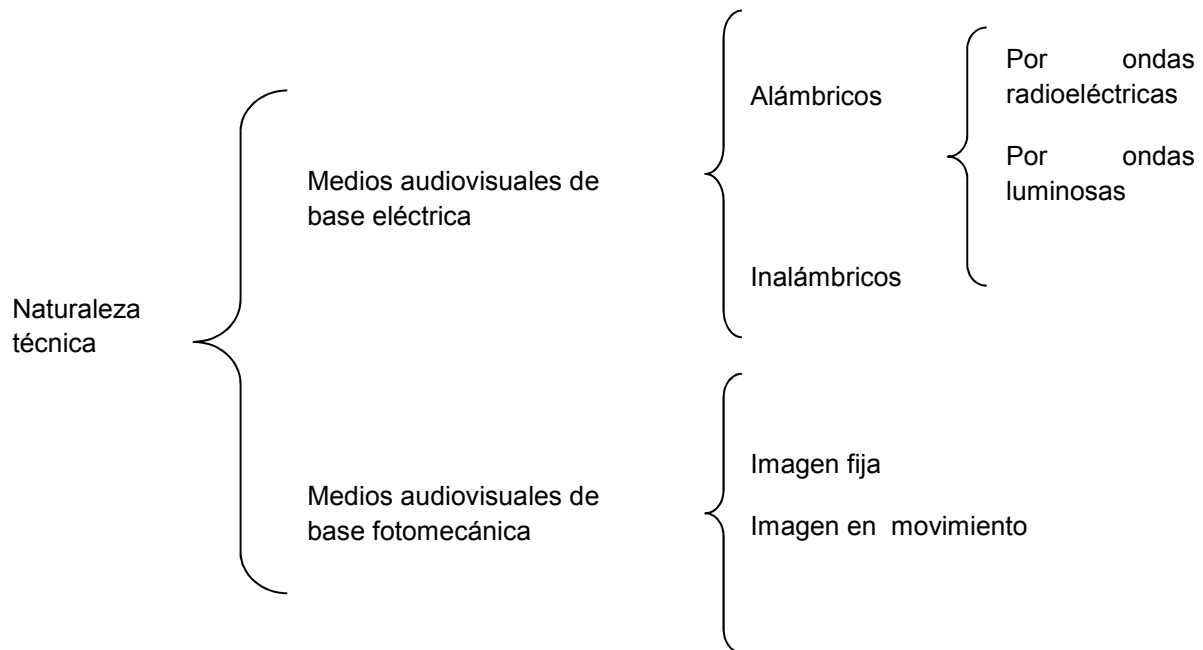 Naturaleza
técnica
Medios audiovisuales de
base eléctrica
Alámbricos
Inalámbricos
Por ondas
radioeléctricas
Por ondas
luminosas
Medios audiovisuales de
base fotomecánica
Imagen fija
Imagen en movimiento